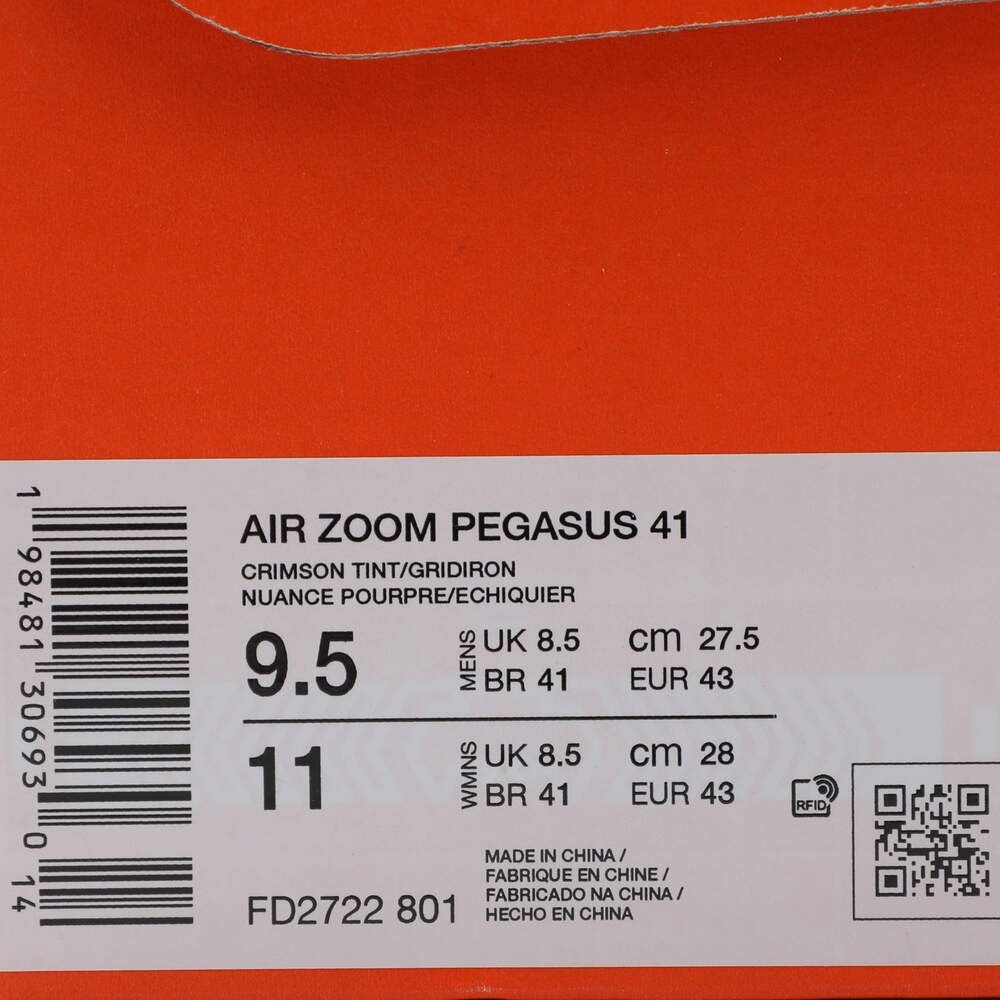 AIR ZOOM PEGASUS 41
CRIMSON TINT/GRIDIRON
NUANCE POURPRE/ECHIQUIER
9.5 MENS UK 8.5 cm 27.5
BR 41 EUR 43
11 WMNS UK 8.5 cm 28
BR 41 EUR 43
RFID
MADE IN CHINA /
FABRIQUE EN CHINE /
FABRICADO NA CHINA /
HECHO EN CHINA
FD2722 801
1 98481 30693 0 14